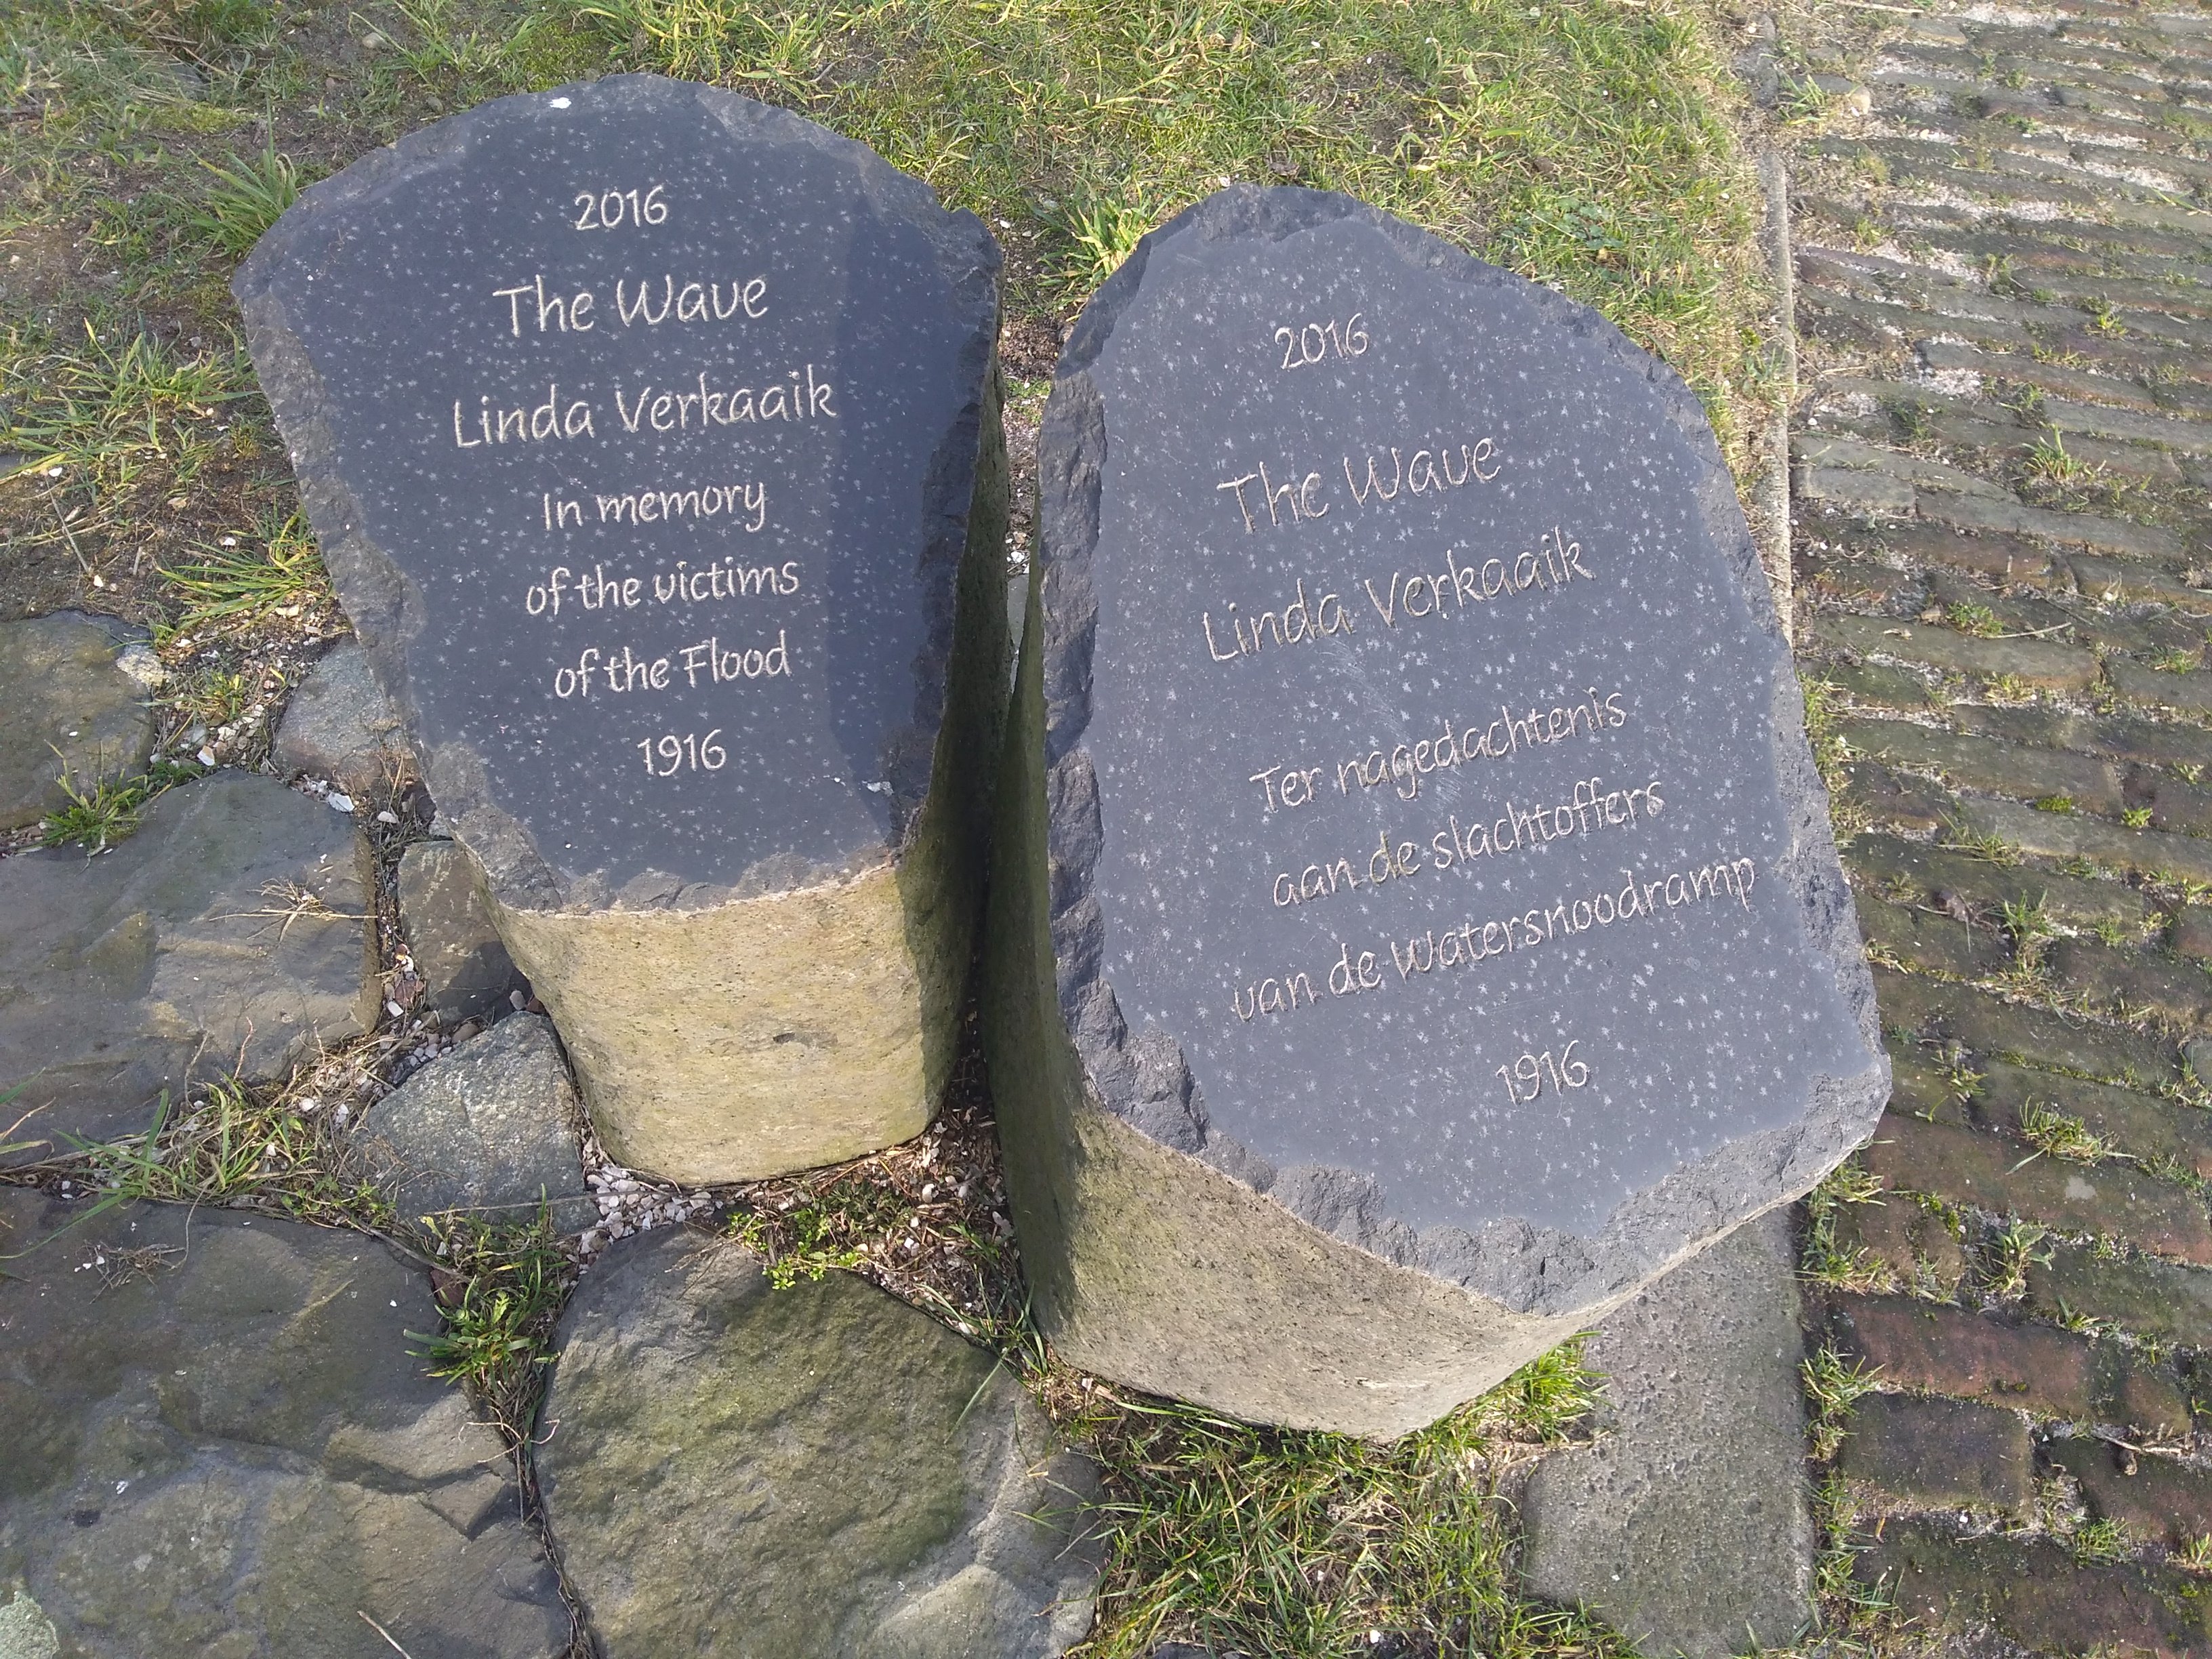 2016
The Wave
Linda Verkaaik
In memory
of the victims
of the Flood
1916
2016
The Wave
Linda Verkaaik
Ter nagedachtenis
aan de slachtoffers
van de Watersnoodramp
1916